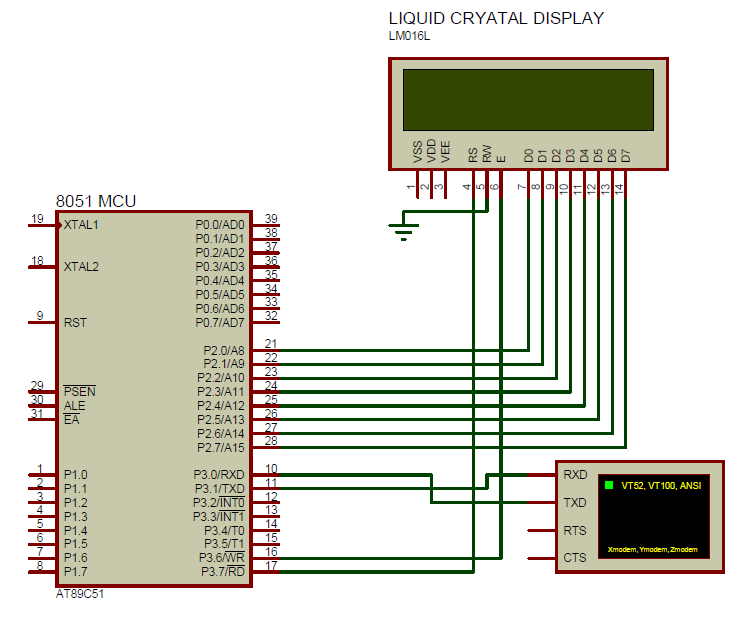 LIQUID CRYATAL DISPLAY
LM016L
VSS
VDD
VEE
RS
RW
E
D0
D1
D2
D3
D4
D5
D6
D7
1
2
3
4
5
6
7
8
9
10
11
12
13
14
8051 MCU
19 XTAL1
18 XTAL2
9 RST
29 PSEN
30 ALE
31 EA
1 P1.0
2 P1.1
3 P1.2
4 P1.3
5 P1.4
6 P1.5
7 P1.6
8 P1.7
P0.0/AD0 39
P0.1/AD1 38
P0.2/AD2 37
P0.3/AD3 36
P0.4/AD4 35
P0.5/AD5 34
P0.6/AD6 33
P0.7/AD7 32
P2.0/A8 21
P2.1/A9 22
P2.2/A10 23
P2.3/A11 24
P2.4/A12 25
P2.5/A13 26
P2.6/A14 27
P2.7/A15 28
P3.0/RXD 10
P3.1/TXD 11
P3.2/INT0 12
P3.3/INT1 13
P3.4/T0 14
P3.5/T1 15
P3.6/WR 16
P3.7/RD 17
AT89C51
RXD
TXD
RTS
CTS
VT52, VT100, ANSI
Xmodem, Ymodem, Zmodem